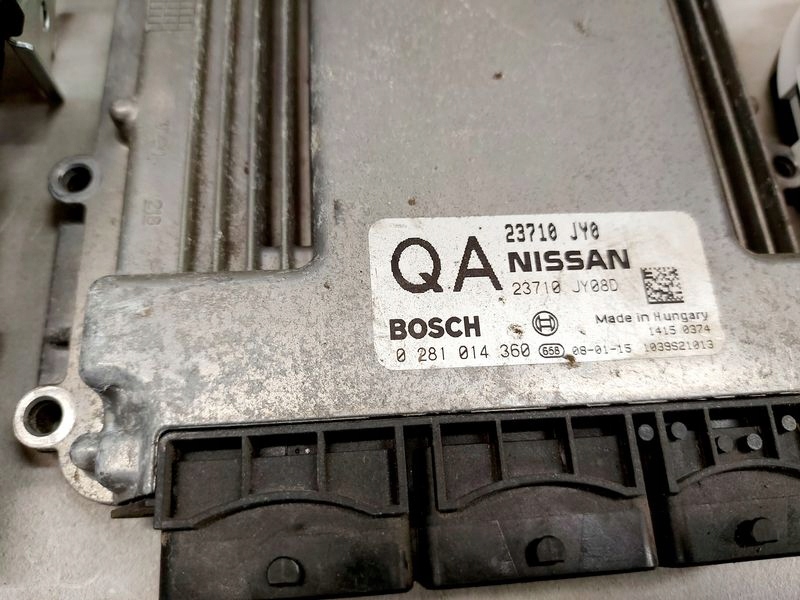 23710 JY0
QA NISSAN
23710 JY08D
BOSCH
Made in Hungary
1415 0374
0 281 014 360 658 08-01-15 1039S21013